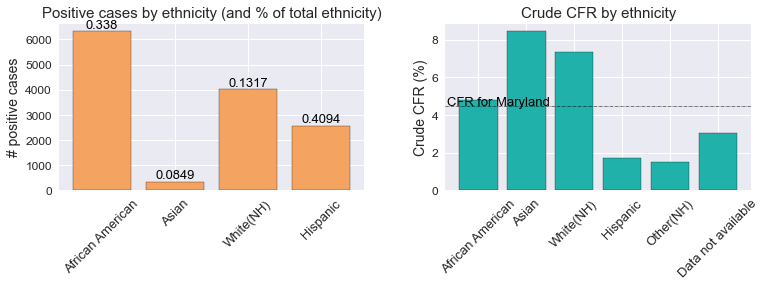 Positive cases by ethnicity (and % of total ethnicity)
# positive cases
6000
5000
4000
3000
2000
1000
0
0.338
0.0849
0.1317
0.4094
African American
Asian
White(NH)
Hispanic
Crude CFR by ethnicity
Crude CFR (%)
8
6
4
2
0
CFR for Maryland
African American
Asian
White(NH)
Hispanic
Other(NH)
Data not available